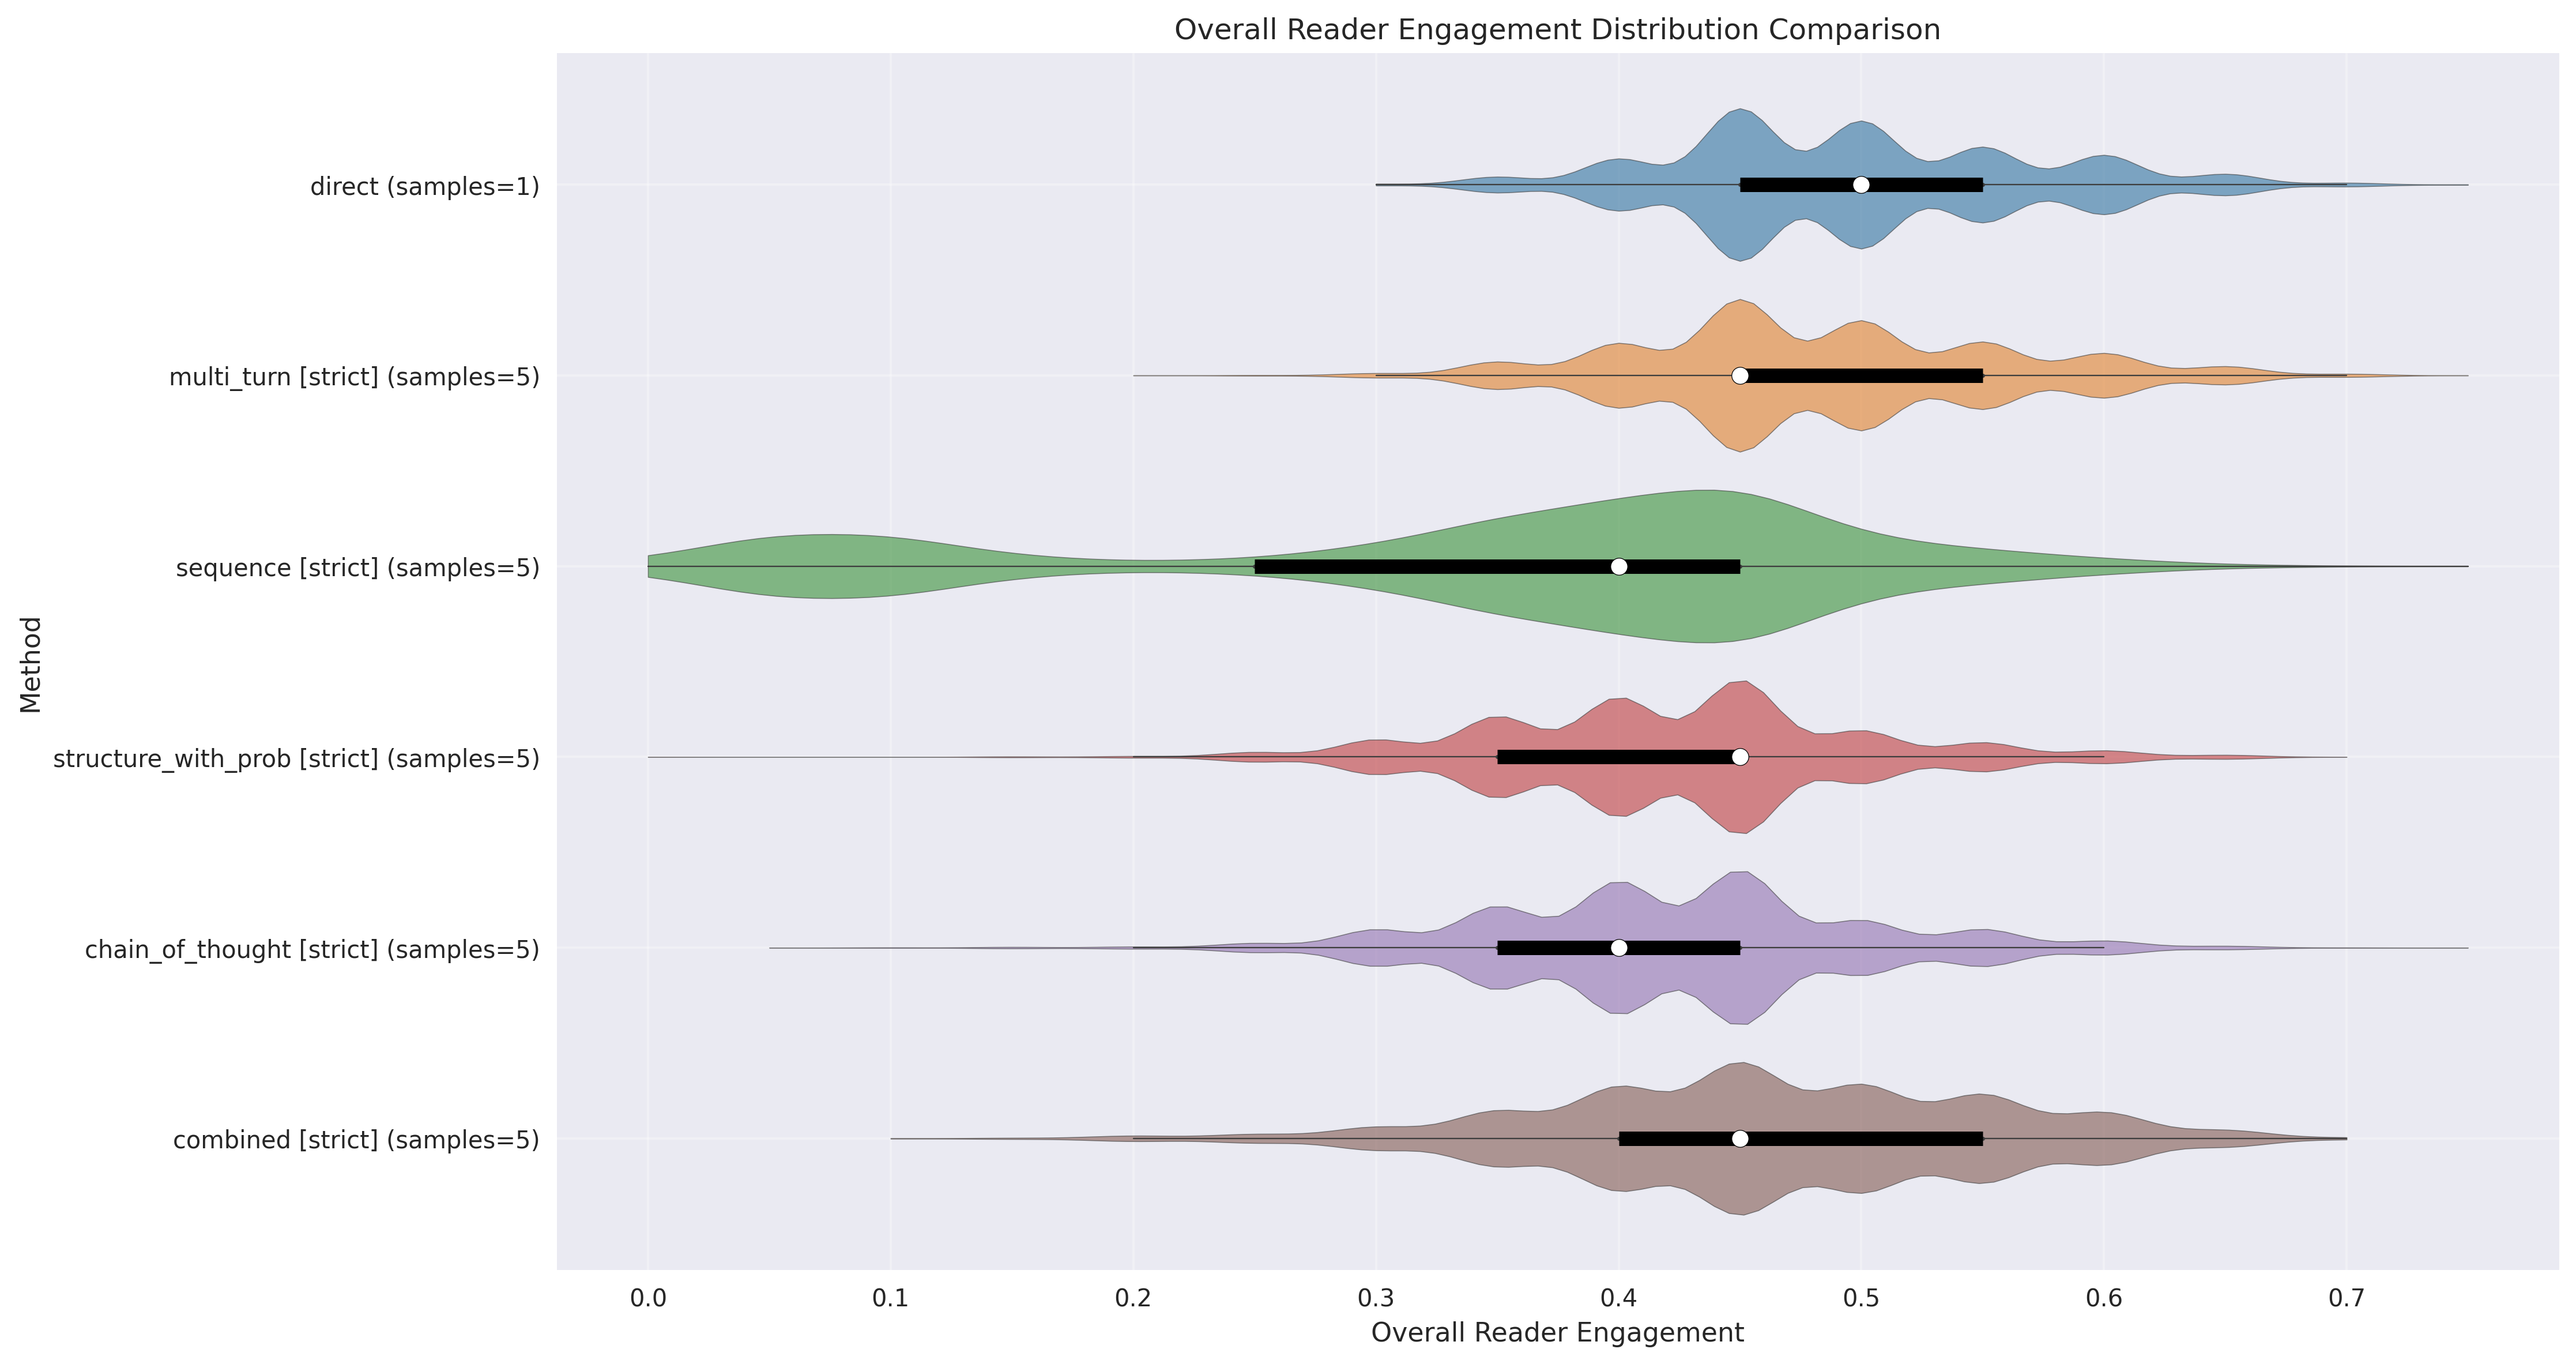 Overall Reader Engagement Distribution Comparison
direct (samples=1)
multi_turn [strict] (samples=5)
sequence [strict] (samples=5)
structure_with_prob [strict] (samples=5)
chain_of_thought [strict] (samples=5)
combined [strict] (samples=5)
Method
0.0 0.1 0.2 0.3 0.4 0.5 0.6 0.7
Overall Reader Engagement